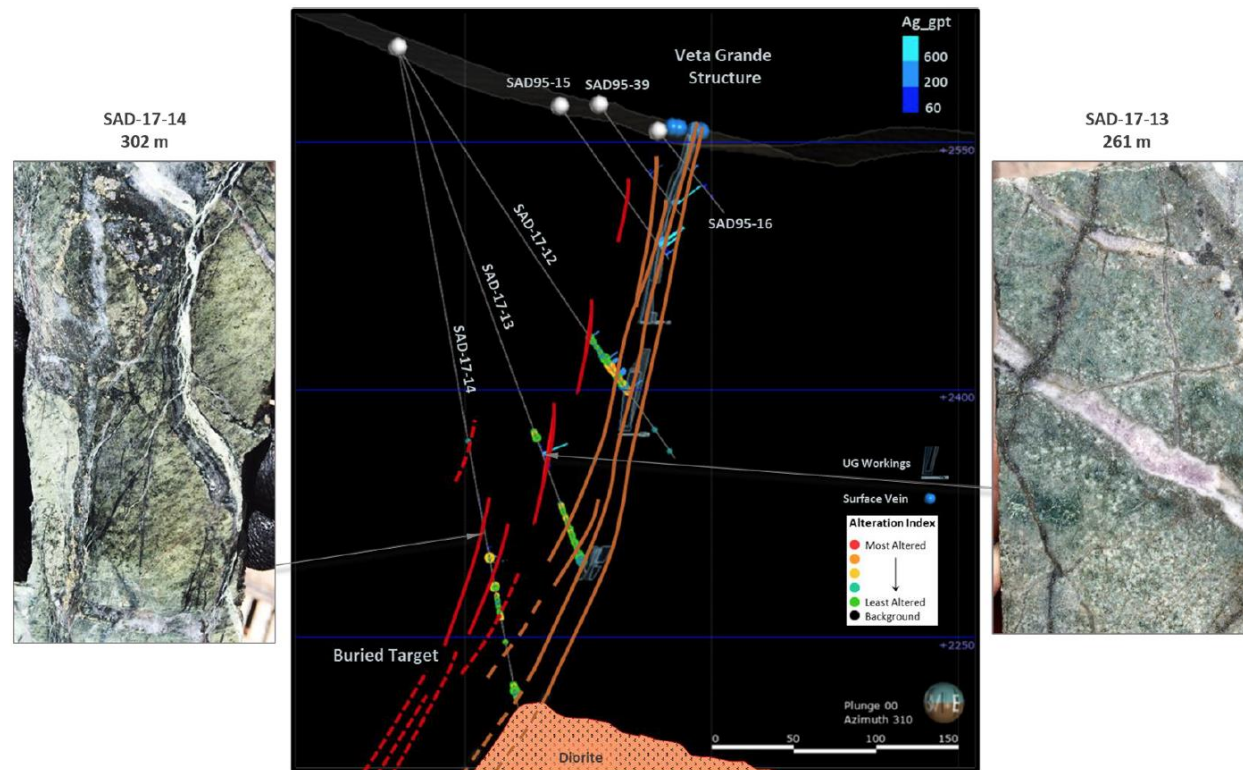 SAD-17-14
302 m
SAD95-15
SAD95-39
Veta Grande
Structure
Ag_gpt
600
200
60
+2550
SAD95-16
SAD-17-12
SAD-17-13
SAD-17-14
+2400
UG Workings
Surface Vein
Alteration Index
Most Altered
Least Altered
Background
+2250
Buried Target
Plunge 00
Azimuth 310
0 50 100 150
Diorite
SAD-17-13
261 m